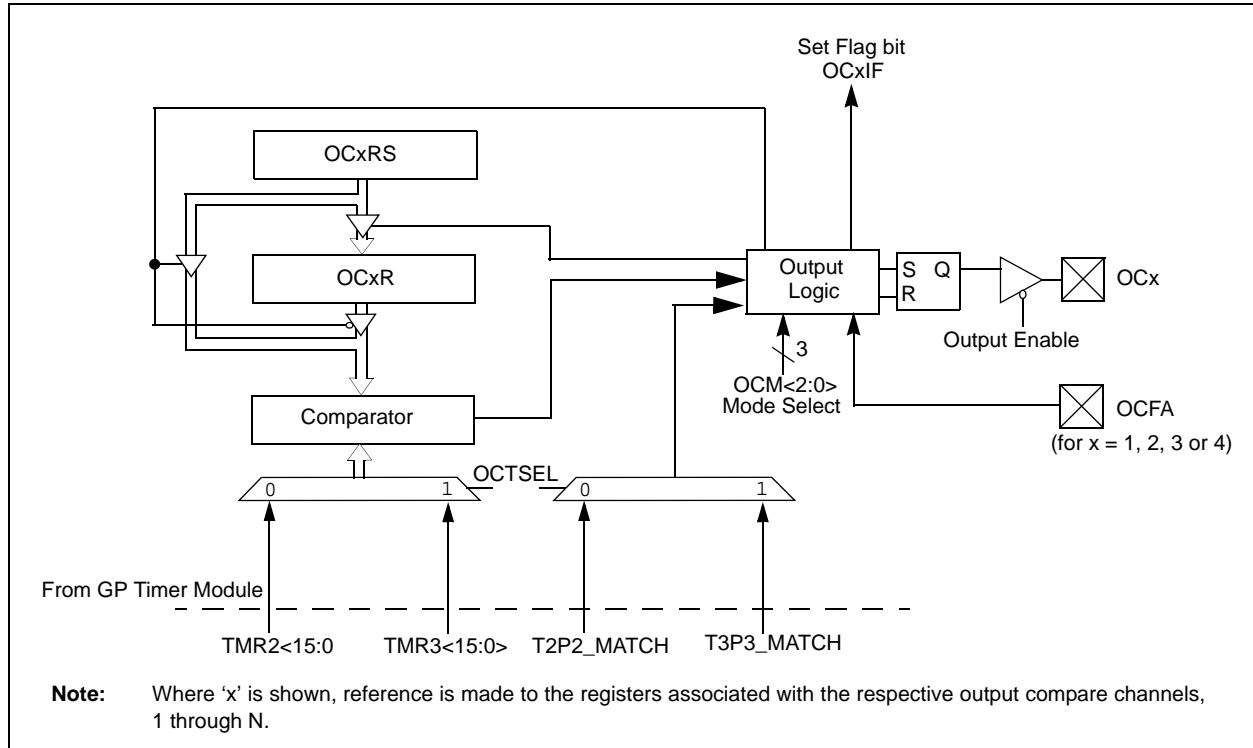 Set Flag bit
OCxIF
OCxRS
OCxR
Output
Logic
S Q
R
OCx
Output Enable
3
OCM<2:0>
Mode Select
OCFA
(for x = 1, 2, 3 or 4)
Comparator
0 1
OCTSEL
0 1
From GP Timer Module
TMR2<15:0
TMR3<15:0>
T2P2_MATCH
T3P3_MATCH
Note: Where ‘x’ is shown, reference is made to the registers associated with the respective output compare channels,
1 through N.